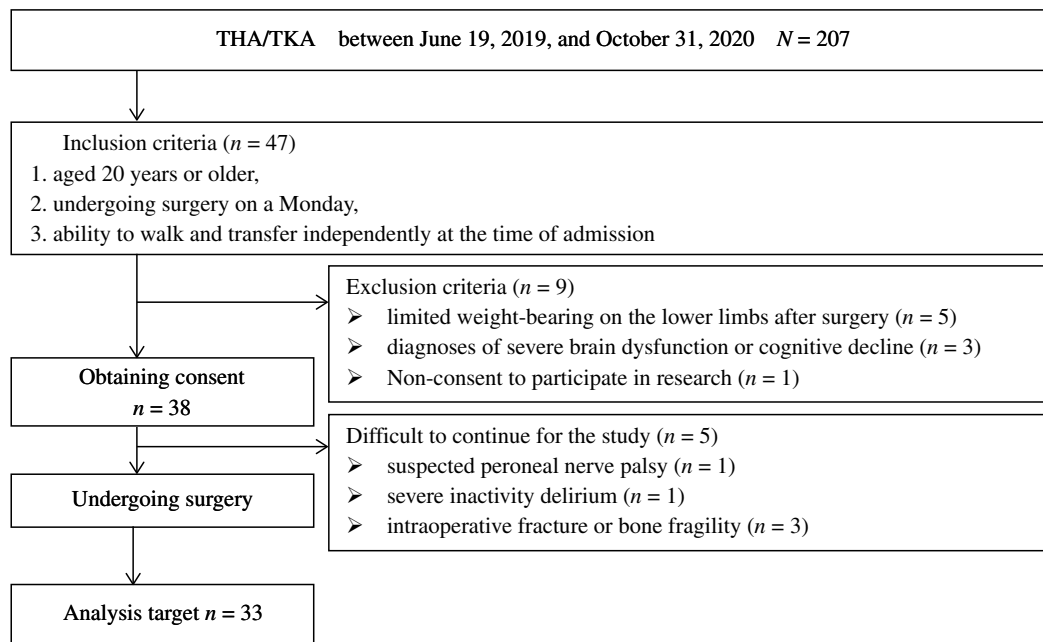 THA/TKA between June 19, 2019, and October 31, 2020 N = 207
Inclusion criteria (n = 47)
1. aged 20 years or older,
2. undergoing surgery on a Monday,
3. ability to walk and transfer independently at the time of admission
Exclusion criteria (n = 9)
➢ limited weight-bearing on the lower limbs after surgery (n = 5)
➢ diagnoses of severe brain dysfunction or cognitive decline (n = 3)
➢ Non-consent to participate in research (n = 1)
Obtaining consent
n = 38
Difficult to continue for the study (n = 5)
➢ suspected peroneal nerve palsy (n = 1)
➢ severe inactivity delirium (n = 1)
➢ intraoperative fracture or bone fragility (n = 3)
Undergoing surgery
Analysis target n = 33